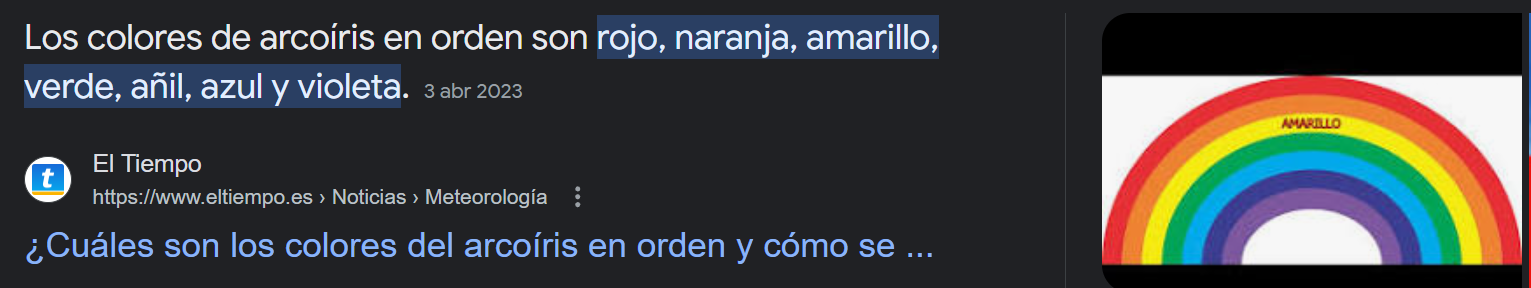 Los colores de arcoíris en orden son rojo, naranja, amarillo,
verde, añil, azul y violeta. 3 abr 2023
t
El Tiempo
https://www.eltiempo.es › Noticias › Meteorología
¿Cuáles son los colores del arcoíris en orden y cómo se ...
AMARILLO